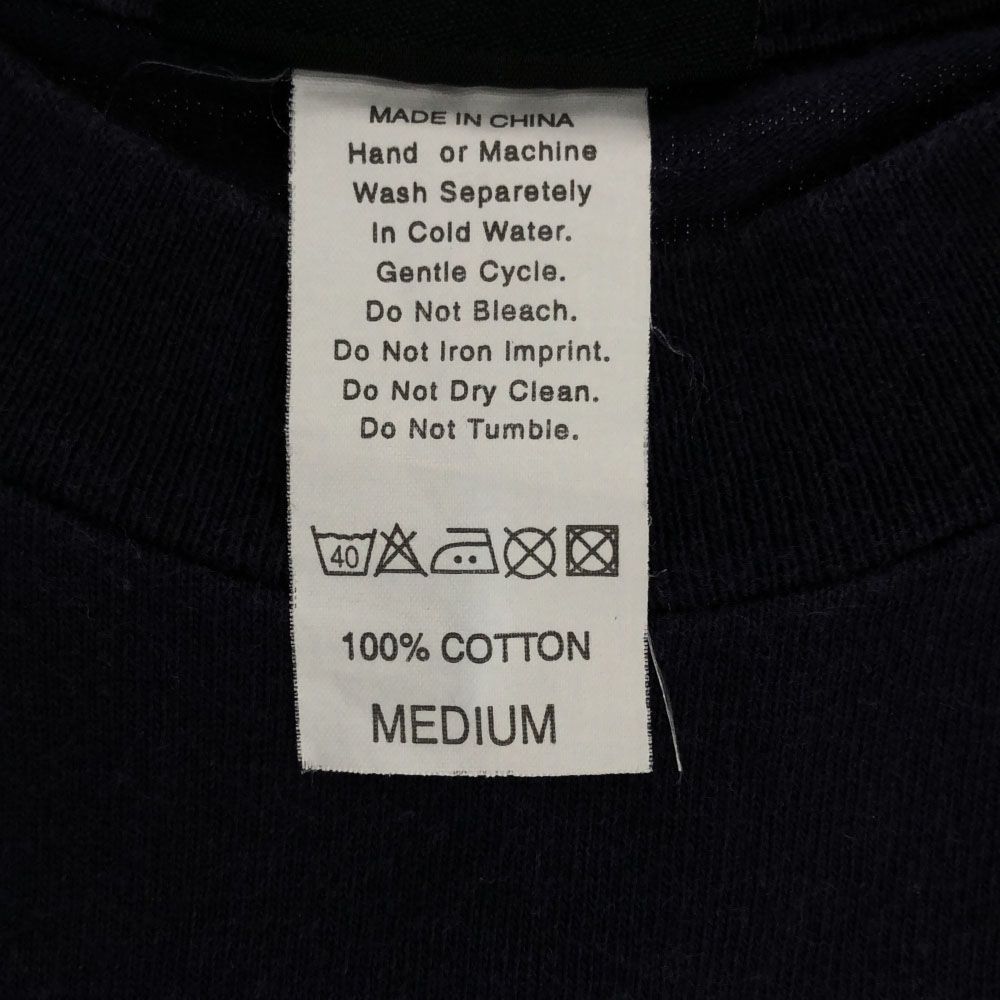 MADE IN CHINA
Hand or Machine
Wash Separetely
In Cold Water.
Gentle Cycle.
Do Not Bleach.
Do Not Iron Imprint.
Do Not Dry Clean.
Do Not Tumble.
40
100% COTTON
MEDIUM